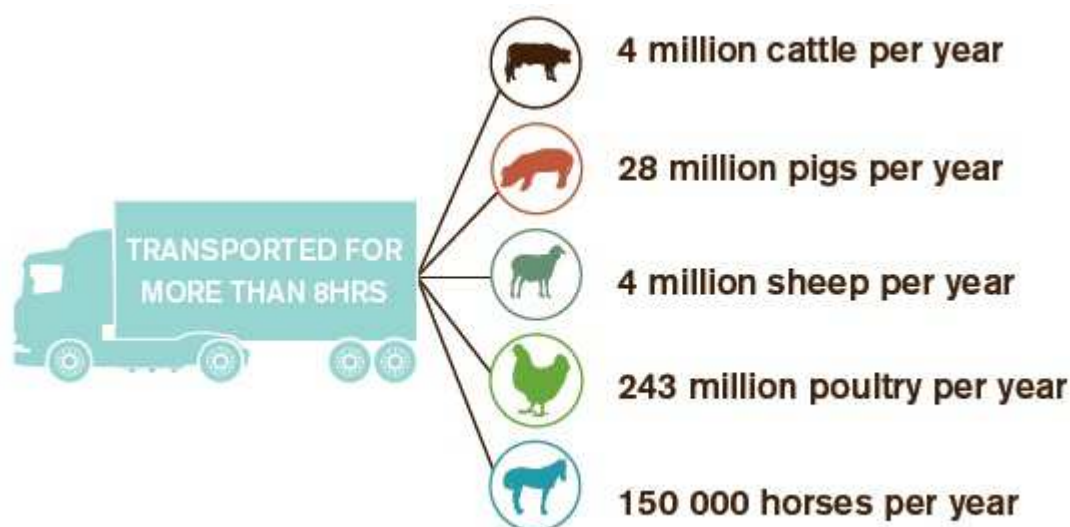 TRANSPORTED FOR
MORE THAN 8HRS
4 million cattle per year
28 million pigs per year
4 million sheep per year
243 million poultry per year
150 000 horses per year